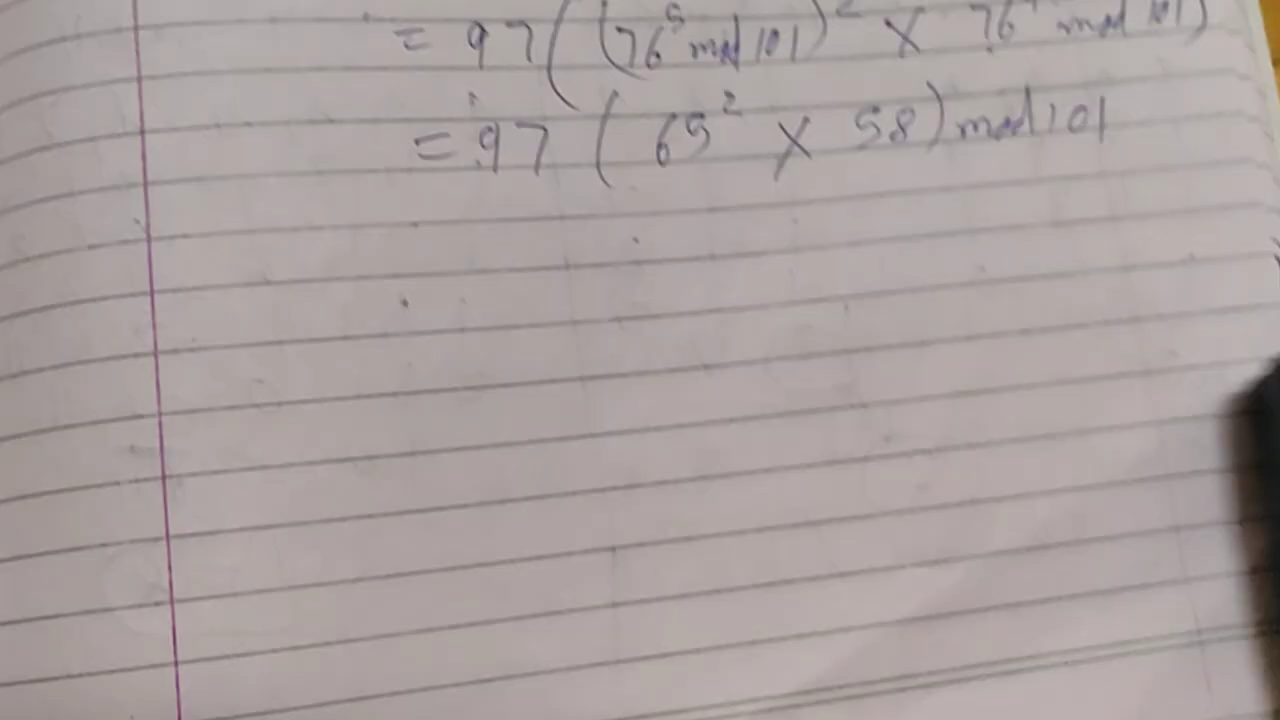 = 97 ( (76^5 mod 101)^2 × 76 mod 101)
= 97 ( 65^2 × 58) mod 101